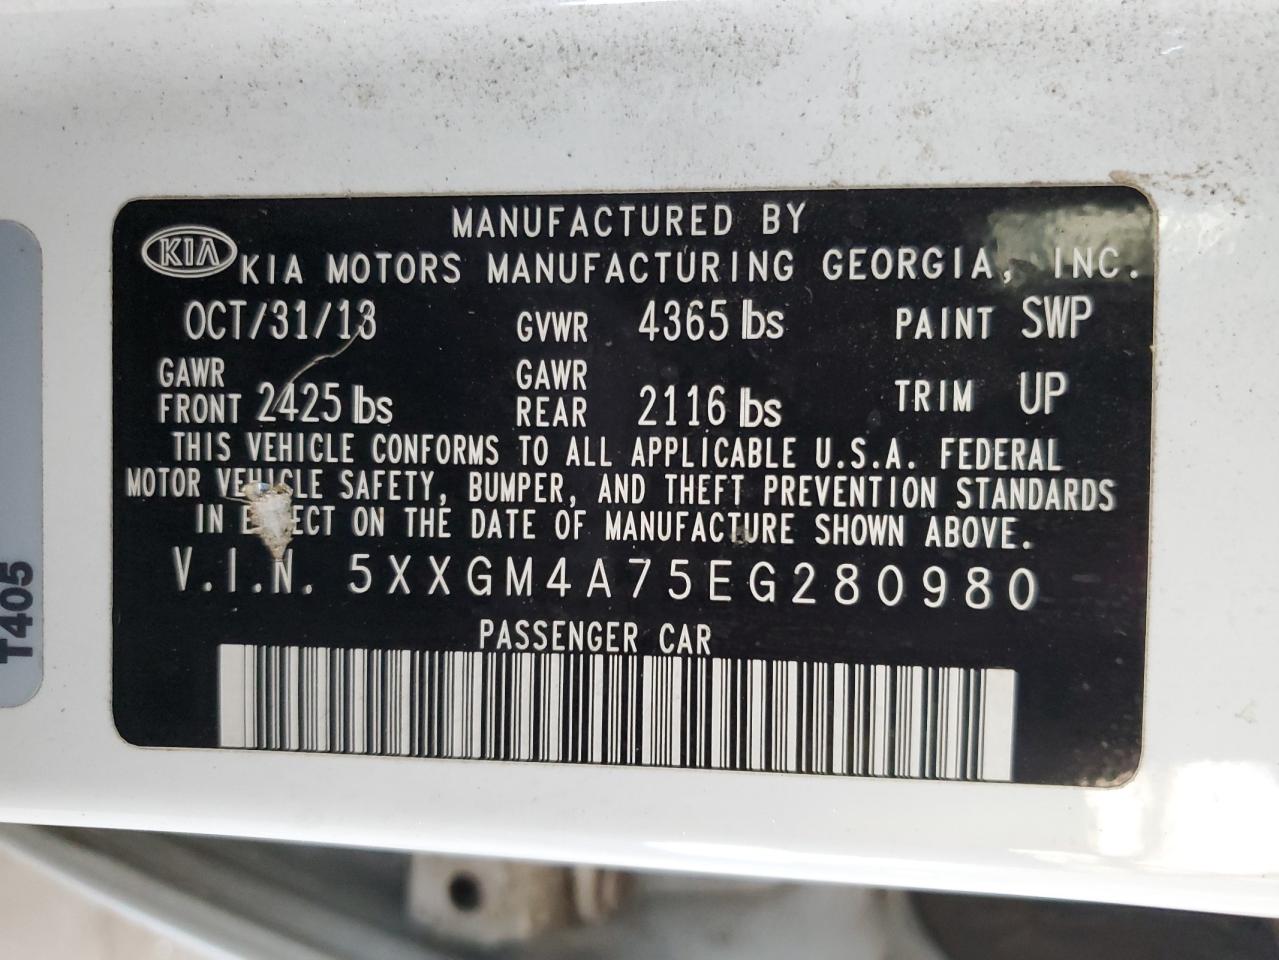 MANUFACTURED BY
KIA KIA MOTORS MANUFACTURING GEORGIA, INC.
OCT/31/13 GVWR 4365 lbs PAINT SWP
GAWR FRONT 2425 lbs GAWR REAR 2116 lbs TRIM UP
THIS VEHICLE CONFORMS TO ALL APPLICABLE U.S.A. FEDERAL
MOTOR VEHICLE SAFETY, BUMPER, AND THEFT PREVENTION STANDARDS
IN EFFECT ON THE DATE OF MANUFACTURE SHOWN ABOVE.
V.I.N. 5XXGM4A75EG280980
PASSENGER CAR
T405